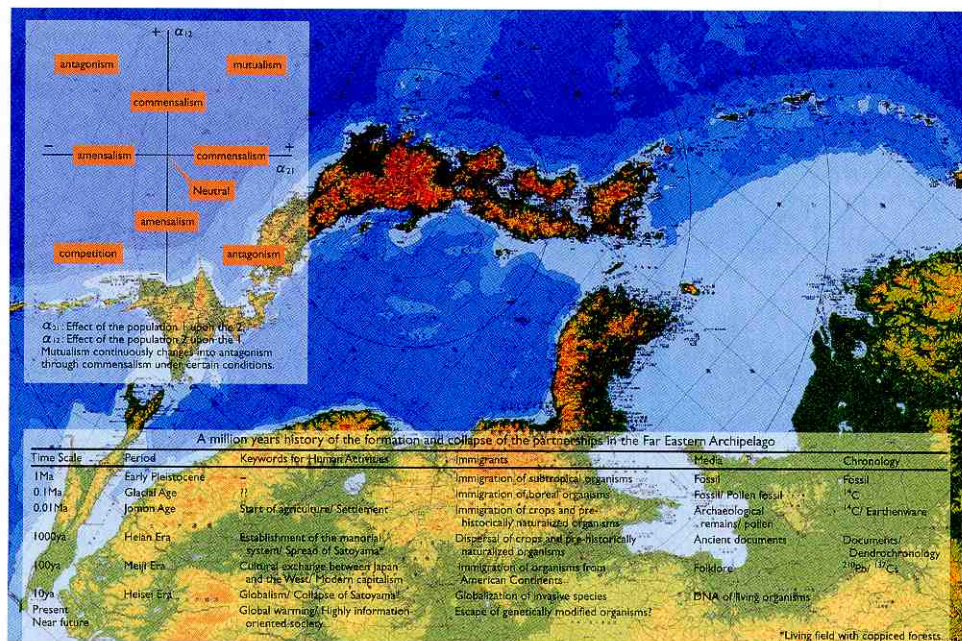 + α12
antagonism
mutualism
commensalism
− amensalism commensalism +
α21
Neutral
amensalism
competition
antagonism
α21: Effect of the population 1 upon the 2.
α12: Effect of the population 2 upon the 1.
Mutualism continuously changes into antagonism
through commensalism under certain conditions.
A million years history of the formation and collapse of the partnerships in the Far Eastern Archipelago
Time Scale Period Keywords for Human Activities Immigrants Media Chronology
1Ma Early Pleistocene – Immigration of subtropical organisms Fossil Fossil
0.1Ma Glacial Age ?? Immigration of boreal organisms Fossil/ Pollen fossil 14C
0.01Ma Jomon Age Start of agriculture/ Settlement Immigration of crops and pre- Archaeological 14C/ Earthenware
historically naturalized organisms remains/ pollen
1000ya Heian Era Establishment of the manorial Dispersal of crops and pre-historically Ancient documents Documents/
system/ Spread of Satoyama* naturalized organisms Dendrochronology
100ya Meiji Era Cultural exchange between Japan Immigration of organisms from Folklore 210Pb/ 137Cs
and the West/ Modern capitalism American Continents
10ya Heisei Era Globalism/ Collapse of Satoyama* Globalization of invasive species DNA of living organisms
Present Global warming/ Highly information- Escape of genetically modified organisms?
Near future oriented-society
*Living field with coppiced forests